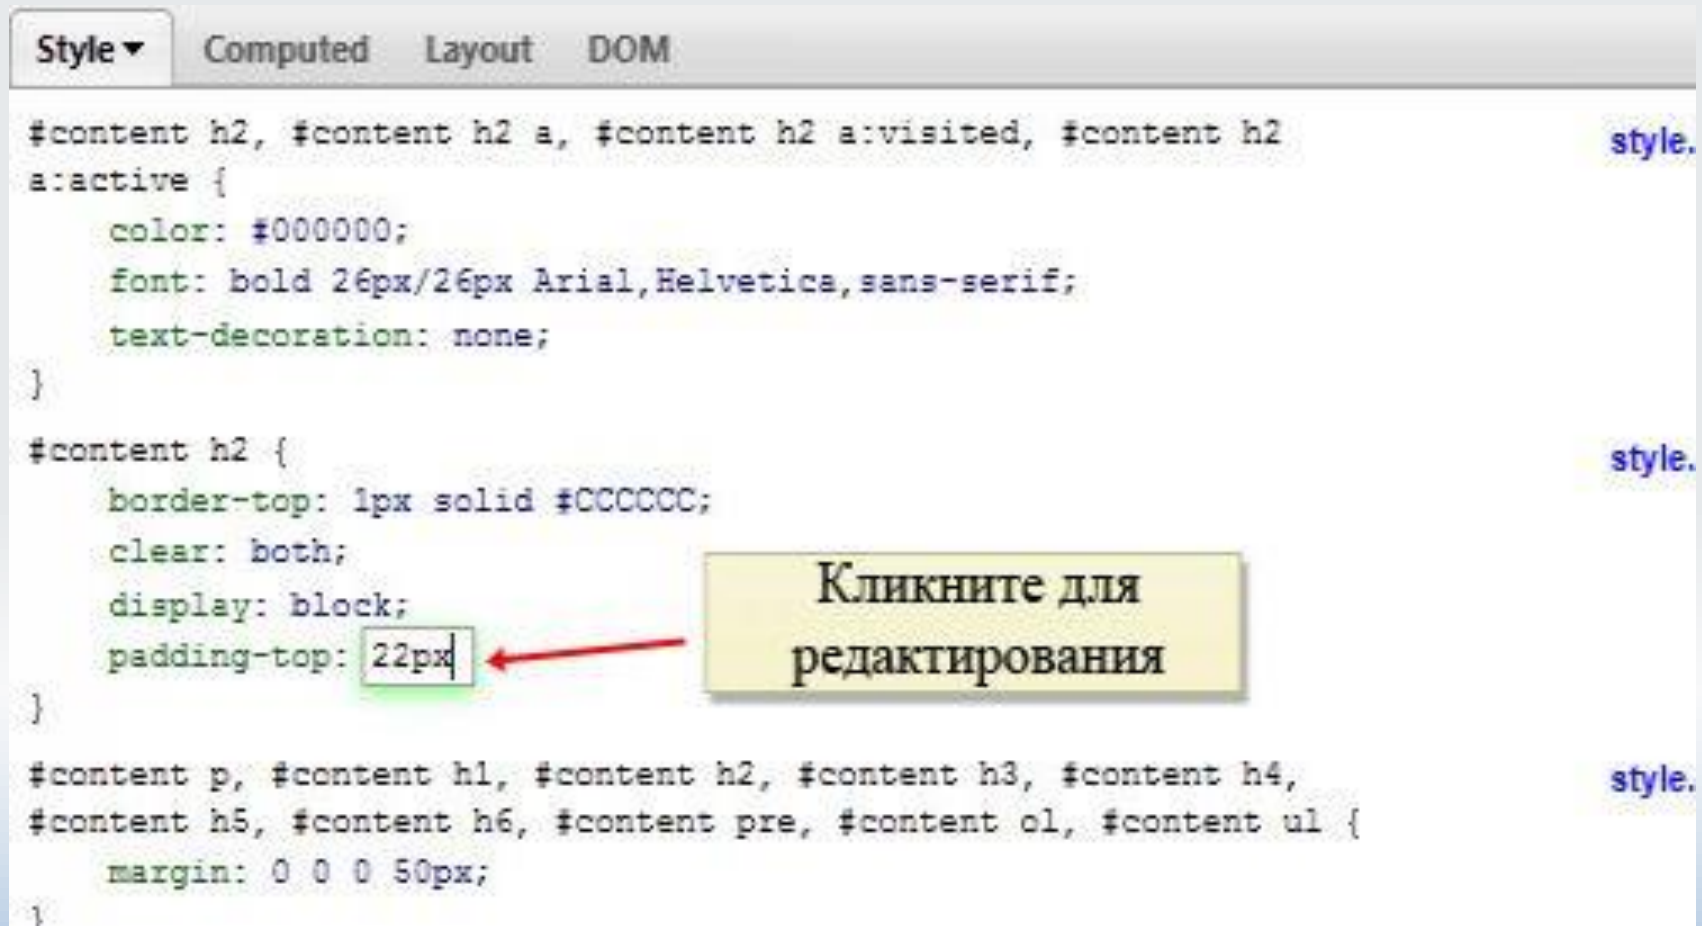 Style▾ Computed Layout DOM
#content h2, #content h2 a, #content h2 a:visited, #content h2 style.
a:active {
color: #000000;
font: bold 26px/26px Arial,Helvetica,sans-serif;
text-decoration: none;
}
#content h2 { style.
border-top: 1px solid #CCCCCC;
clear: both;
display: block;
padding-top: 22px
Кликните для
редактирования
}
#content p, #content h1, #content h2, #content h3, #content h4, style.
#content h5, #content h6, #content pre, #content ol, #content ul {
margin: 0 0 0 50px;
}